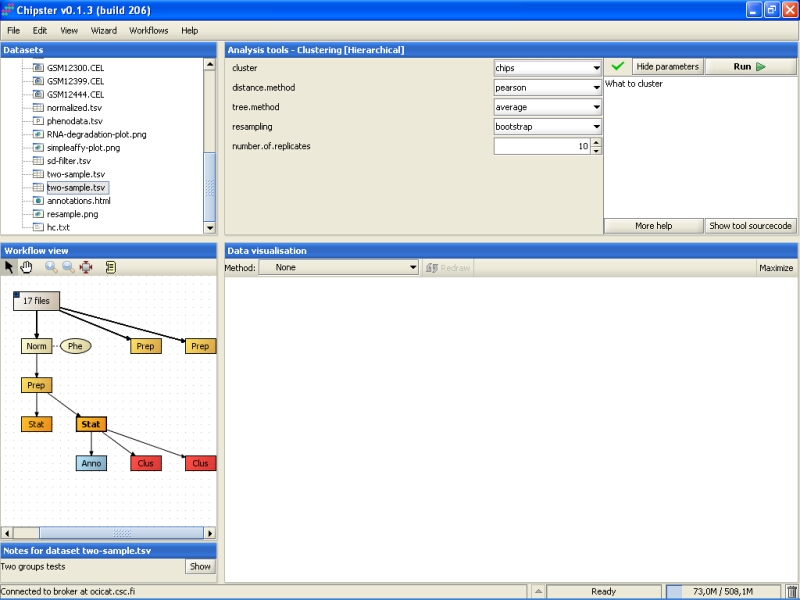 Chipster v0.1.3 (build 206)
File Edit View Wizard Workflows Help
Datasets
GSM12300.CEL
GSM12399.CEL
GSM12444.CEL
normalized.tsv
phenodata.tsv
RNA-degradation-plot.png
simpleaffy-plot.png
sd-filter.tsv
two-sample.tsv
two-sample.tsv
annotations.html
resample.png
hc.txt
Analysis tools - Clustering [Hierarchical]
cluster chips
distance.method pearson
tree.method average
resampling bootstrap
number.of.replicates 10
Hide parameters Run
What to cluster
More help Show tool sourcecode
Workflow view
17 files
Norm Phe Prep Prep
Prep
Stat Stat
Anno Clus Clus
Notes for dataset two-sample.tsv
Two groups tests Show
Data visualisation
Method: None Redraw Maximize
Connected to broker at ocicat.csc.fi Ready 73,0M / 508,1M